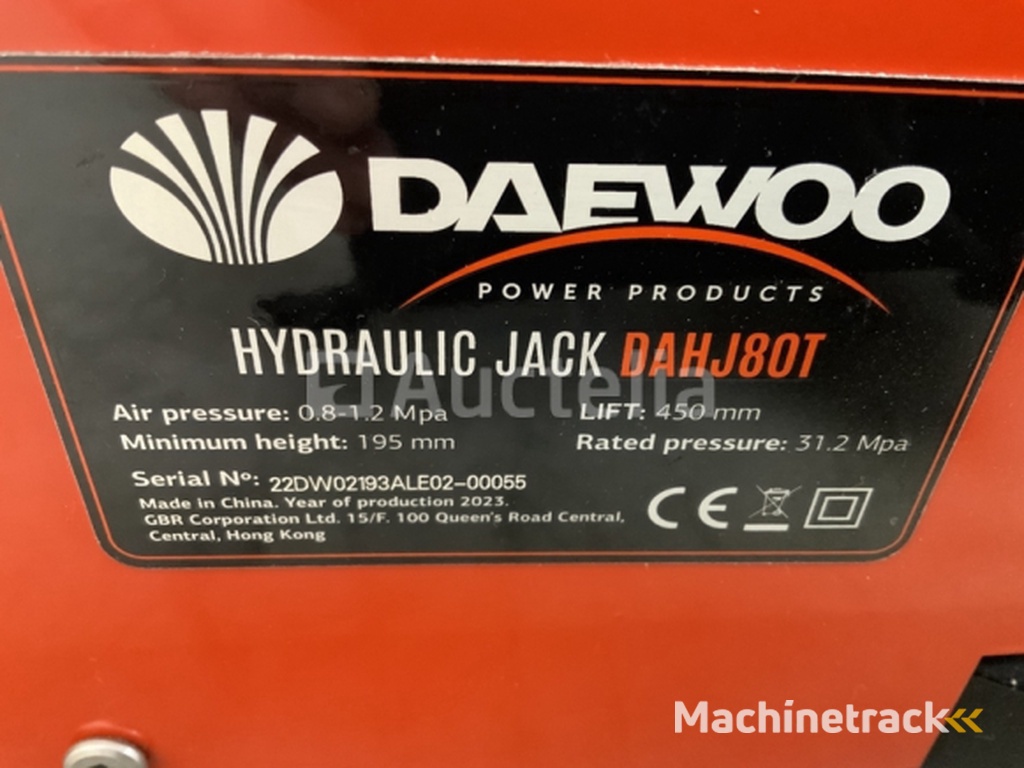 DAEWOO
POWER PRODUCTS
HYDRAULIC JACK DAHJ80T
Auctelia
Air pressure: 0.8-1.2 Mpa LIFT: 450 mm
Minimum height: 195 mm Rated pressure: 31.2 Mpa
Serial Nº: 22DW02193ALE02-00055
Made in China. Year of production 2023.
GBR Corporation Ltd. 15/F. 100 Queen's Road Central,
Central, Hong Kong
CE
Machinetrack